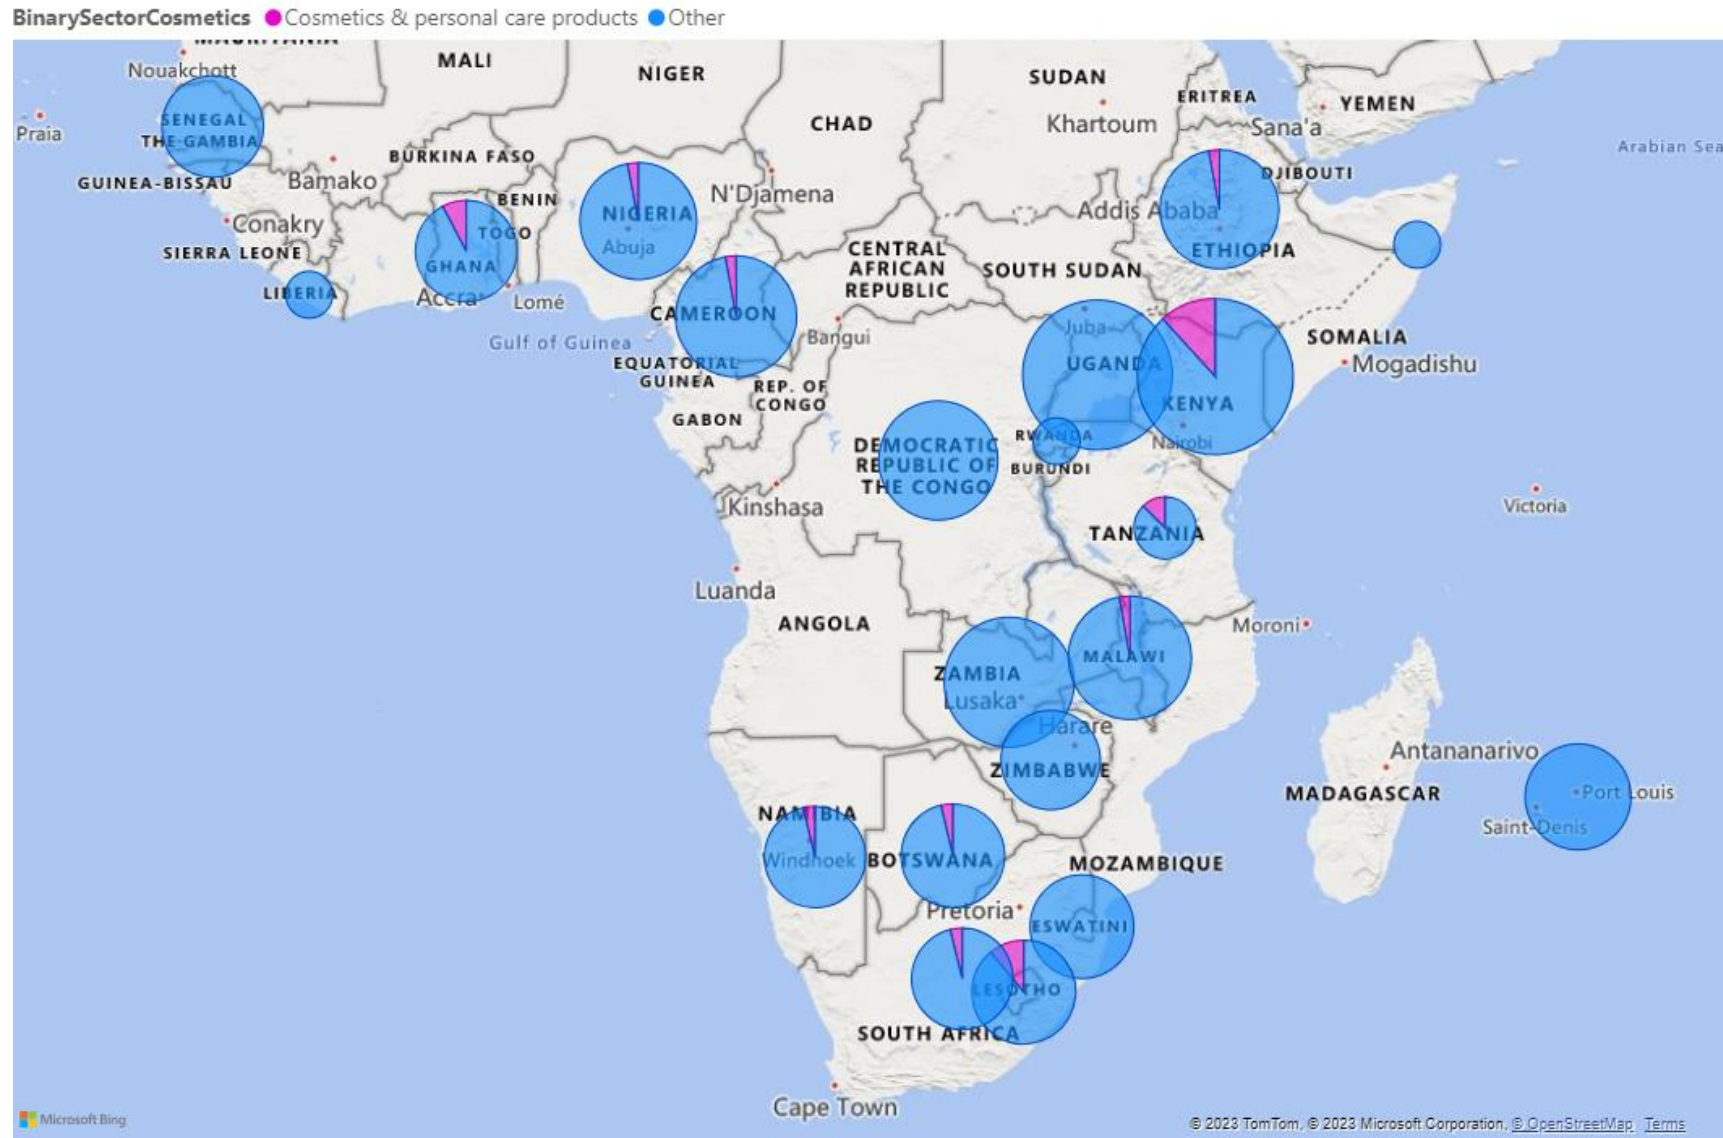 BinarySectorCosmetics Cosmetics & personal care products Other
MAURITANIA
Nouakchott
MALI
NIGER
SUDAN
ERITREA
YEMEN
Praia
SENEGAL
THE GAMBIA
CHAD
Khartoum
Sana'a
Arabian Sea
GUINEA-BISSAU
Bamako
BURKINA FASO
BENIN
N'Djamena
DJIBOUTI
Conakry
TOGO
NIGERIA
Abuja
Addis Ababa
SIERRA LEONE
GHANA
CENTRAL
AFRICAN
REPUBLIC
SOUTH SUDAN
ETHIOPIA
LIBERIA
Accra
Lomé
CAMEROON
Bangui
Juba
SOMALIA
Gulf of Guinea
EQUATORIAL
GUINEA
UGANDA
Mogadishu
REP. OF
CONGO
GABON
KENYA
DEMOCRATIC
REPUBLIC OF
THE CONGO
RWANDA
Nairobi
BURUNDI
Kinshasa
Victoria
TANZANIA
Luanda
ANGOLA
Moroni
MALAWI
ZAMBIA
Lusaka
Harare
ZIMBABWE
Antananarivo
MADAGASCAR
Port Louis
Saint-Denis
NAMIBIA
Windhoek
BOTSWANA
MOZAMBIQUE
Pretoria
ESWATINI
LESOTHO
SOUTH AFRICA
Cape Town
Microsoft Bing
© 2023 TomTom, © 2023 Microsoft Corporation, © OpenStreetMap Terms